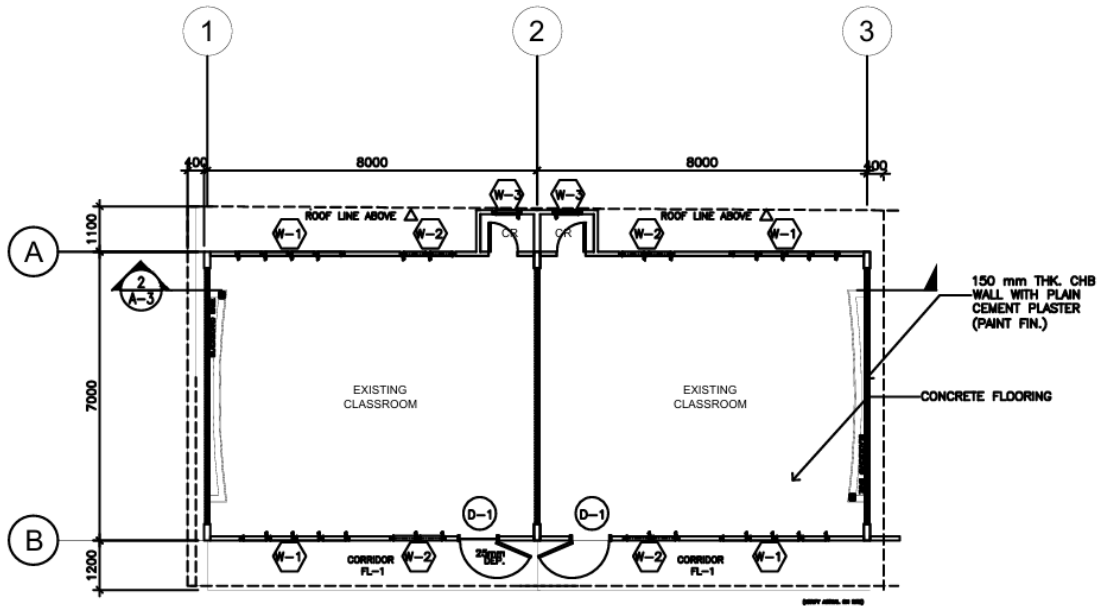 1 2 3
400 8000 8000 400
W-3 W-3
1100 ROOF LINE ABOVE ROOF LINE ABOVE
W-1 W-2 CR CR W-2 W-1
A
2
A-3
150 mm THK. CHB
WALL WITH PLAIN
CEMENT PLASTER
(PAINT FIN.)
7000
EXISTING
CLASSROOM
EXISTING
CLASSROOM
CONCRETE FLOORING
D-1 D-1
B
W-1 W-2 W-2 W-1
25mm
DEP.
1200
CORRIDOR
FL-1
CORRIDOR
FL-1